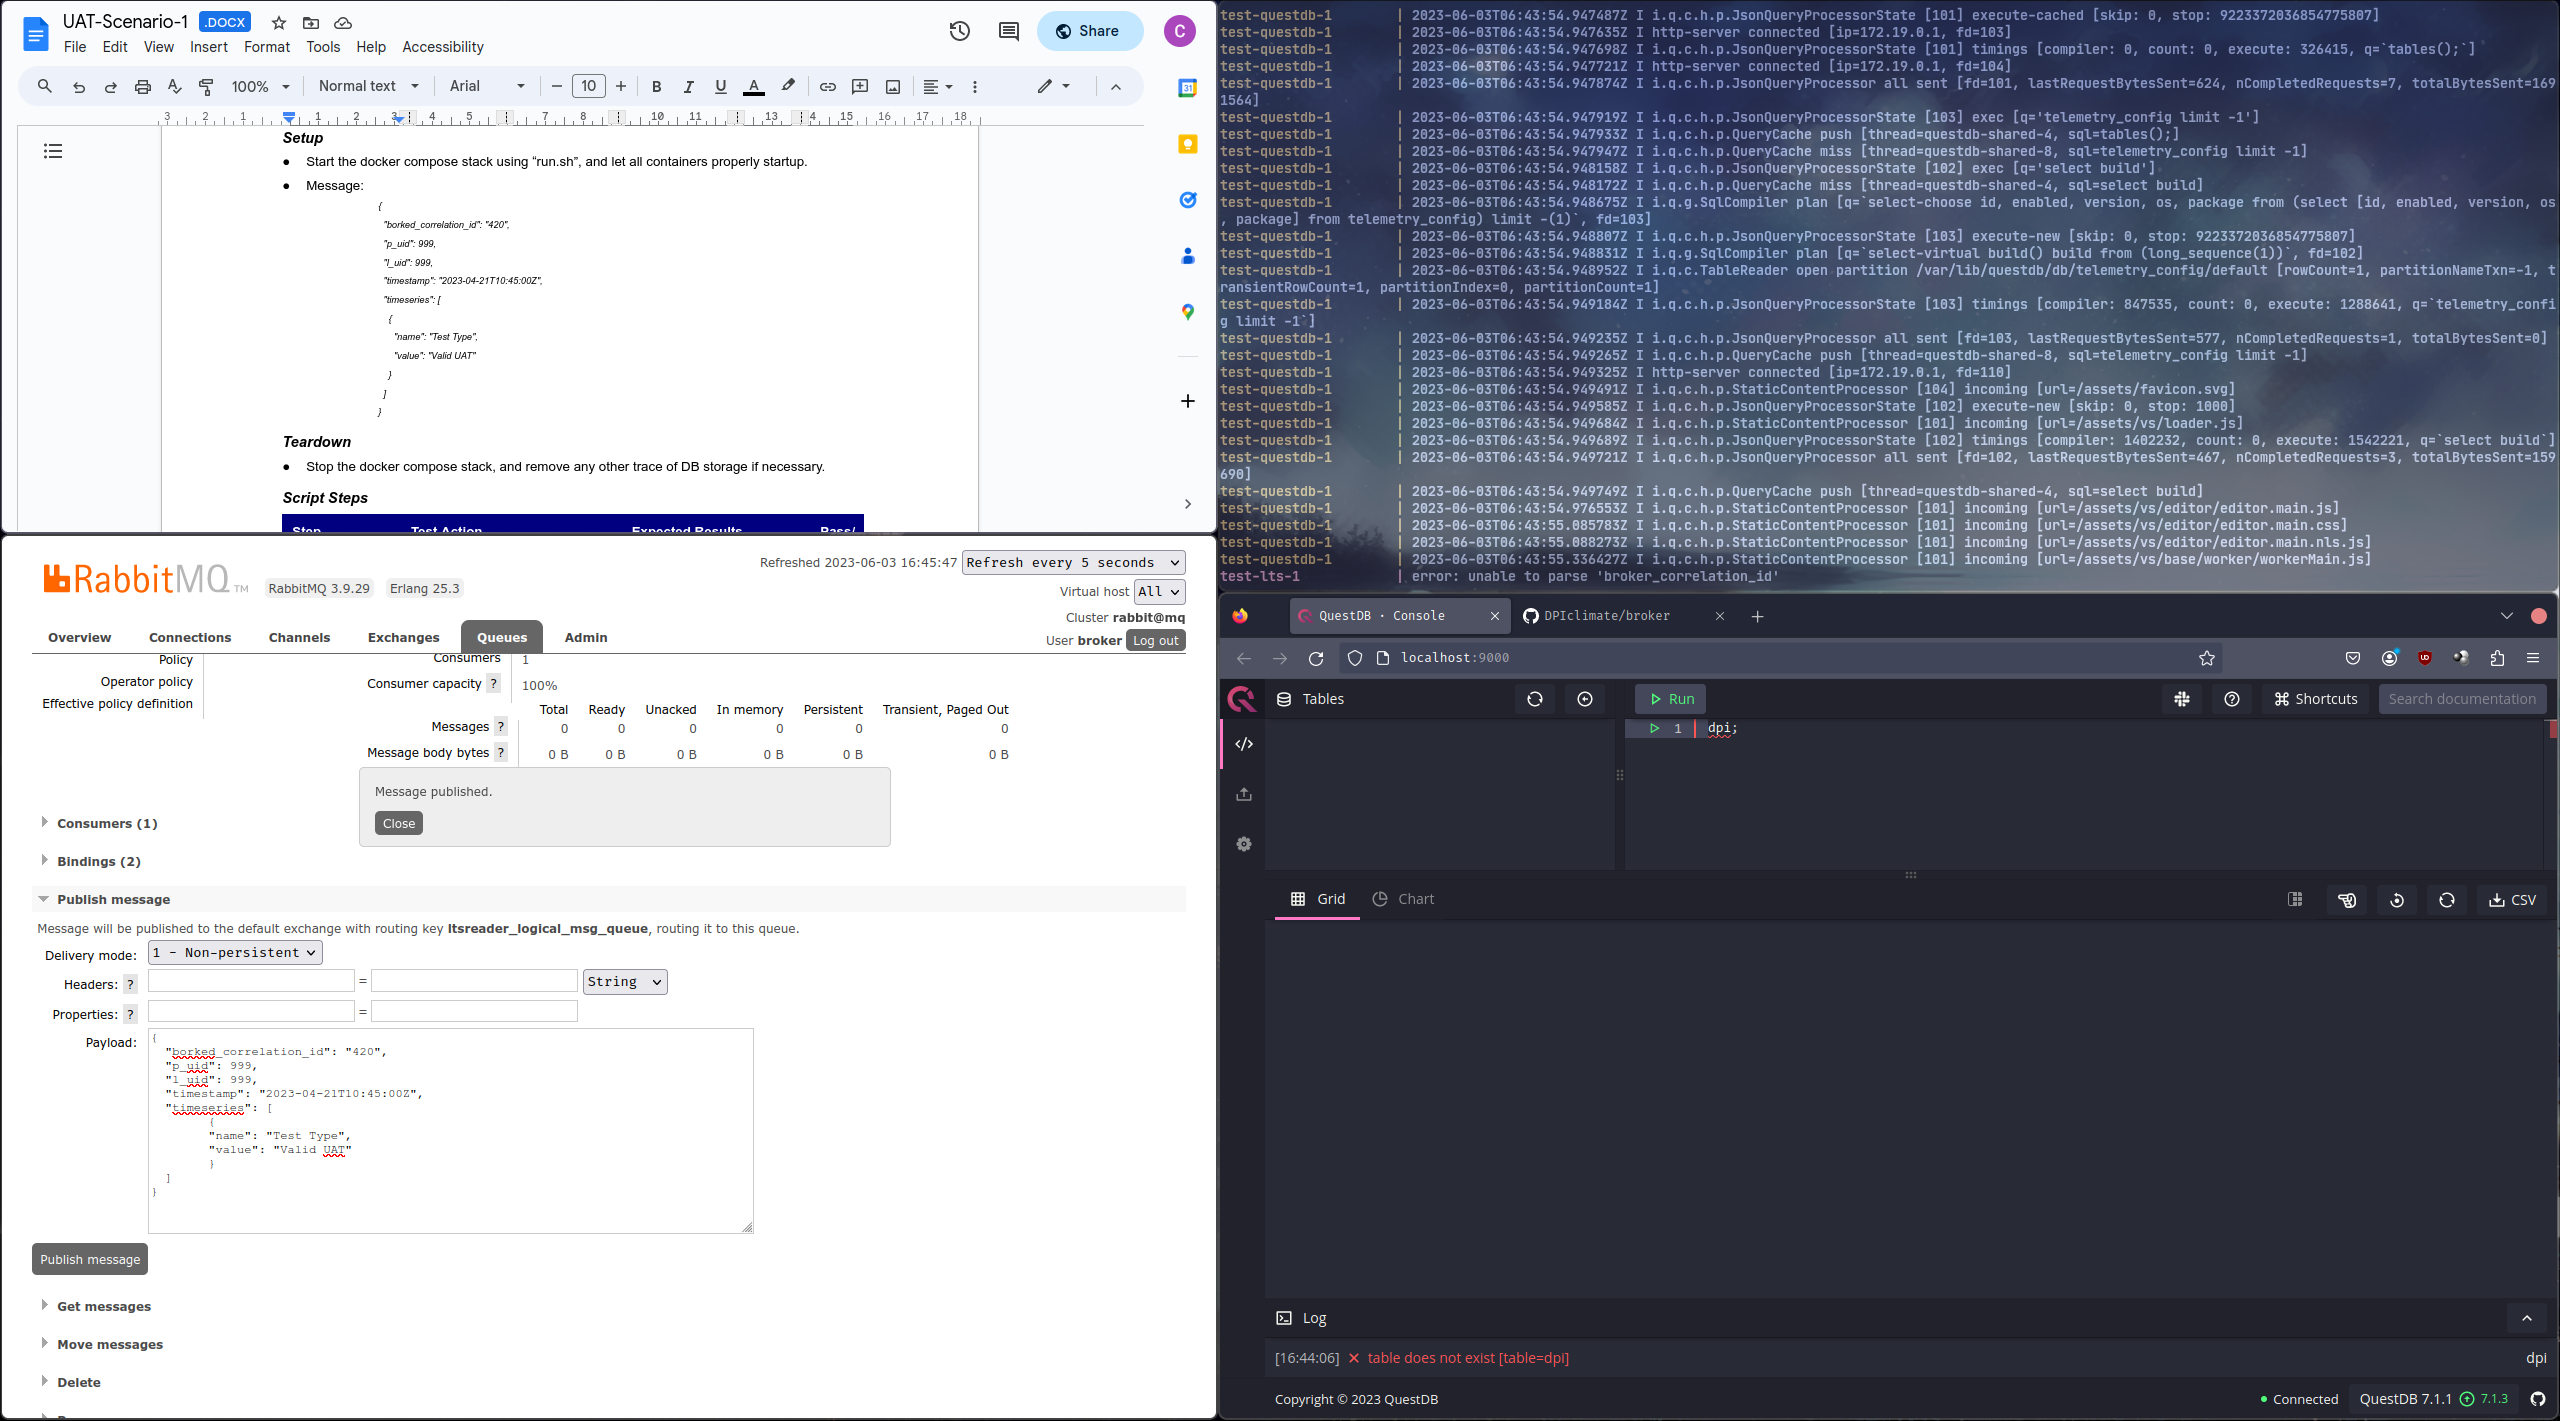 UAT-Scenario-1 .DOCX
File Edit View Insert Format Tools Help Accessibility
Share
C
100% Normal text Arial 10 B I U A
3 2 1 1 2 3 4 5 7 8 10 11 13 14 15 16 17 18
Setup
● Start the docker compose stack using “run.sh”, and let all containers properly startup.
● Message:
{
"borked_correlation_id": "420",
"p_uid": 999,
"l_uid": 999,
"timestamp": "2023-04-21T10:45:00Z",
"timeseries": [
{
"name": "Test Type",
"value": "Valid UAT"
}
]
}
Teardown
● Stop the docker compose stack, and remove any other trace of DB storage if necessary.
Script Steps
Step Test Action Expected Results Pass/
test-questdb-1 | 2023-06-03T06:43:54.947487Z I i.q.c.h.p.JsonQueryProcessorState [101] execute-cached [skip: 0, stop: 9223372036854775807]
test-questdb-1 | 2023-06-03T06:43:54.947635Z I http-server connected [ip=172.19.0.1, fd=103]
test-questdb-1 | 2023-06-03T06:43:54.947698Z I i.q.c.h.p.JsonQueryProcessorState [101] timings [compiler: 0, count: 0, execute: 326415, q=`tables();`]
test-questdb-1 | 2023-06-03T06:43:54.947721Z I http-server connected [ip=172.19.0.1, fd=104]
test-questdb-1 | 2023-06-03T06:43:54.947874Z I i.q.c.h.p.JsonQueryProcessor all sent [fd=101, lastRequestBytesSent=624, nCompletedRequests=7, totalBytesSent=169
1564]
test-questdb-1 | 2023-06-03T06:43:54.947919Z I i.q.c.h.p.JsonQueryProcessorState [103] exec [q='telemetry_config limit -1']
test-questdb-1 | 2023-06-03T06:43:54.947933Z I i.q.c.h.p.QueryCache push [thread=questdb-shared-4, sql=tables();]
test-questdb-1 | 2023-06-03T06:43:54.947947Z I i.q.c.h.p.QueryCache miss [thread=questdb-shared-8, sql=telemetry_config limit -1]
test-questdb-1 | 2023-06-03T06:43:54.948158Z I i.q.c.h.p.JsonQueryProcessorState [102] exec [q='select build']
test-questdb-1 | 2023-06-03T06:43:54.948172Z I i.q.c.h.p.QueryCache miss [thread=questdb-shared-4, sql=select build]
test-questdb-1 | 2023-06-03T06:43:54.948675Z I i.q.g.SqlCompiler plan [q=`select-choose id, enabled, version, os, package from (select [id, enabled, version, os
, package] from telemetry_config) limit -(1)`, fd=103]
test-questdb-1 | 2023-06-03T06:43:54.948807Z I i.q.c.h.p.JsonQueryProcessorState [103] execute-new [skip: 0, stop: 9223372036854775807]
test-questdb-1 | 2023-06-03T06:43:54.948831Z I i.q.g.SqlCompiler plan [q=`select-virtual build() build from (long_sequence(1))`, fd=102]
test-questdb-1 | 2023-06-03T06:43:54.948952Z I i.q.c.TableReader open partition /var/lib/questdb/db/telemetry_config/default [rowCount=1, partitionNameTxn=-1, t
ransientRowCount=1, partitionIndex=0, partitionCount=1]
test-questdb-1 | 2023-06-03T06:43:54.949184Z I i.q.c.h.p.JsonQueryProcessorState [103] timings [compiler: 847535, count: 0, execute: 1288641, q=`telemetry_confi
g limit -1`]
test-questdb-1 | 2023-06-03T06:43:54.949235Z I i.q.c.h.p.JsonQueryProcessor all sent [fd=103, lastRequestBytesSent=577, nCompletedRequests=1, totalBytesSent=0]
test-questdb-1 | 2023-06-03T06:43:54.949265Z I i.q.c.h.p.QueryCache push [thread=questdb-shared-8, sql=telemetry_config limit -1]
test-questdb-1 | 2023-06-03T06:43:54.949325Z I http-server connected [ip=172.19.0.1, fd=110]
test-questdb-1 | 2023-06-03T06:43:54.949491Z I i.q.c.h.p.StaticContentProcessor [104] incoming [url=/assets/favicon.svg]
test-questdb-1 | 2023-06-03T06:43:54.949585Z I i.q.c.h.p.JsonQueryProcessorState [102] execute-new [skip: 0, stop: 1000]
test-questdb-1 | 2023-06-03T06:43:54.949684Z I i.q.c.h.p.StaticContentProcessor [101] incoming [url=/assets/vs/loader.js]
test-questdb-1 | 2023-06-03T06:43:54.949689Z I i.q.c.h.p.JsonQueryProcessorState [102] timings [compiler: 1402232, count: 0, execute: 1542221, q=`select build`]
test-questdb-1 | 2023-06-03T06:43:54.949721Z I i.q.c.h.p.JsonQueryProcessor all sent [fd=102, lastRequestBytesSent=467, nCompletedRequests=3, totalBytesSent=159
690]
test-questdb-1 | 2023-06-03T06:43:54.949749Z I i.q.c.h.p.QueryCache push [thread=questdb-shared-4, sql=select build]
test-questdb-1 | 2023-06-03T06:43:54.976553Z I i.q.c.h.p.StaticContentProcessor [101] incoming [url=/assets/vs/editor/editor.main.js]
test-questdb-1 | 2023-06-03T06:43:55.085783Z I i.q.c.h.p.StaticContentProcessor [101] incoming [url=/assets/vs/editor/editor.main.css]
test-questdb-1 | 2023-06-03T06:43:55.088273Z I i.q.c.h.p.StaticContentProcessor [101] incoming [url=/assets/vs/editor/editor.main.nls.js]
test-questdb-1 | 2023-06-03T06:43:55.336427Z I i.q.c.h.p.StaticContentProcessor [101] incoming [url=/assets/vs/base/worker/workerMain.js]
test-lts-1 | error: unable to parse 'broker_correlation_id'
RabbitMQ TM RabbitMQ 3.9.29 Erlang 25.3
Refreshed 2023-06-03 16:45:47 Refresh every 5 seconds
Virtual host All
Cluster rabbit@mq
User broker Log out
Overview Connections Channels Exchanges Queues Admin
Policy
Operator policy
Effective policy definition
Consumers 1
Consumer capacity ? 100%
Total Ready Unacked In memory Persistent Transient, Paged Out
Messages ? 0 0 0 0 0 0
Message body bytes ? 0 B 0 B 0 B 0 B 0 B 0 B
Message published.
Close
Consumers (1)
Bindings (2)
Publish message
Message will be published to the default exchange with routing key ltsreader_logical_msg_queue, routing it to this queue.
Delivery mode: 1 - Non-persistent
Headers: ? = String
Properties: ? =
Payload:
{
"borked_correlation_id": "420",
"p_uid": 999,
"l_uid": 999,
"timestamp": "2023-04-21T10:45:00Z",
"timeseries": [
{
"name": "Test Type",
"value": "Valid UAT"
}
]
}
Publish message
Get messages
Move messages
Delete
QuestDB · Console
DPIclimate/broker
localhost:9000
Tables
Run
Shortcuts
Search documentation
1 dpi;
Grid Chart
CSV
Log
[16:44:06] table does not exist [table=dpi] dpi
Copyright © 2023 QuestDB
Connected QuestDB 7.1.1 7.1.3